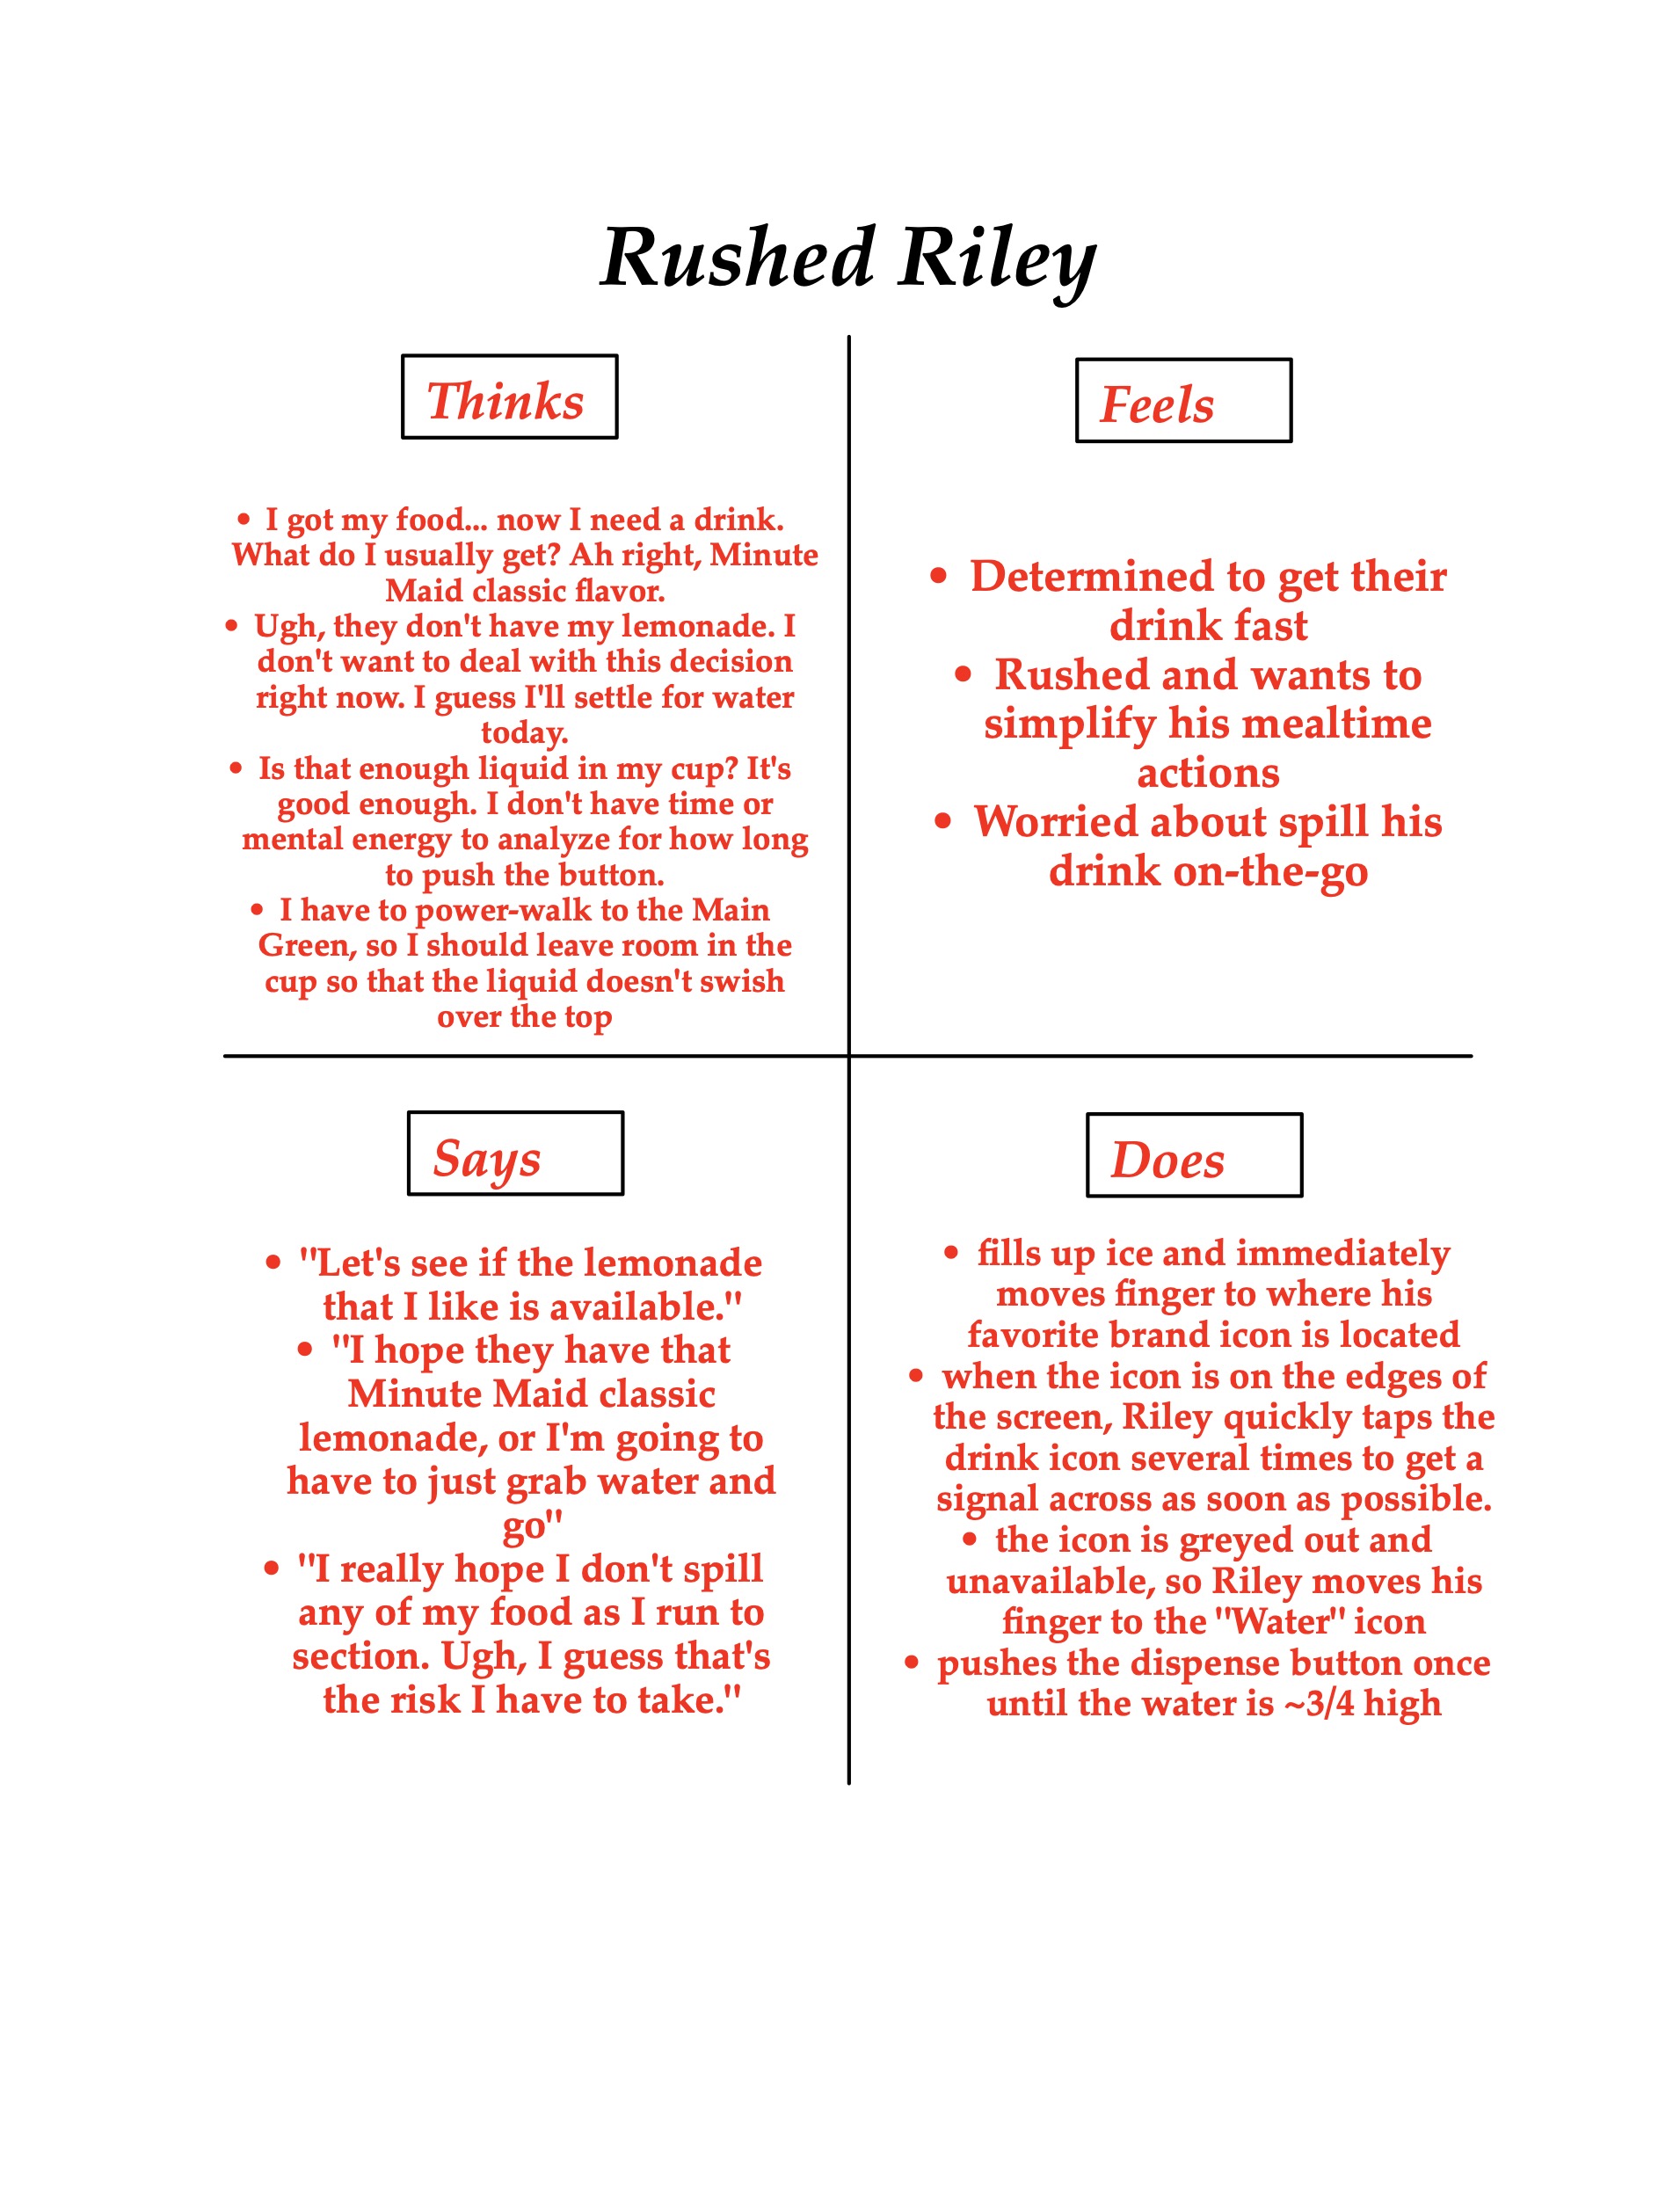 Rushed Riley
Thinks
• I got my food... now I need a drink.
What do I usually get? Ah right, Minute
Maid classic flavor.
• Ugh, they don't have my lemonade. I
don't want to deal with this decision
right now. I guess I'll settle for water
today.
• Is that enough liquid in my cup? It's
good enough. I don't have time or
mental energy to analyze for how long
to push the button.
• I have to power-walk to the Main
Green, so I should leave room in the
cup so that the liquid doesn't swish
over the top
Feels
• Determined to get their
drink fast
• Rushed and wants to
simplify his mealtime
actions
• Worried about spill his
drink on-the-go
Says
• "Let's see if the lemonade
that I like is available."
• "I hope they have that
Minute Maid classic
lemonade, or I'm going to
have to just grab water and
go"
• "I really hope I don't spill
any of my food as I run to
section. Ugh, I guess that's
the risk I have to take."
Does
• fills up ice and immediately
moves finger to where his
favorite brand icon is located
• when the icon is on the edges of
the screen, Riley quickly taps the
drink icon several times to get a
signal across as soon as possible.
• the icon is greyed out and
unavailable, so Riley moves his
finger to the "Water" icon
• pushes the dispense button once
until the water is ~3/4 high